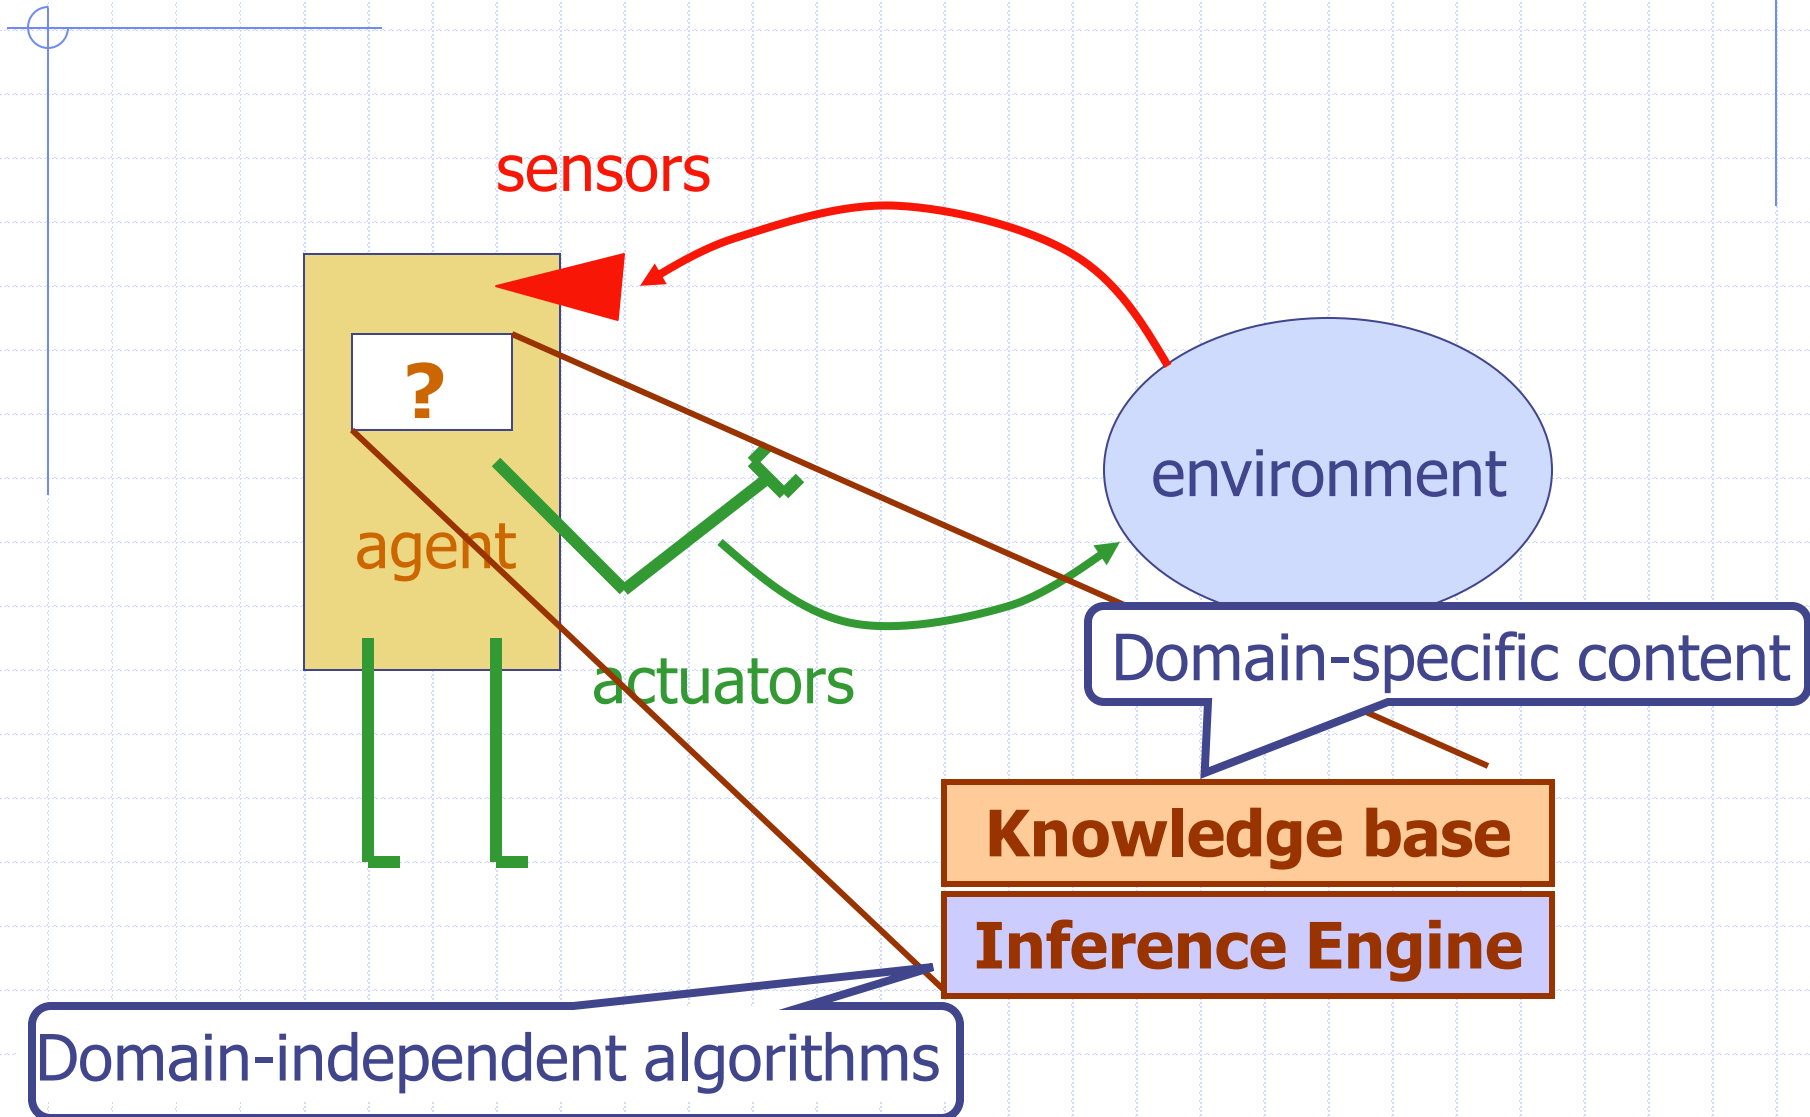 sensors
?
environment
agent
actuators
Domain-specific content
Knowledge base
Inference Engine
Domain-independent algorithms